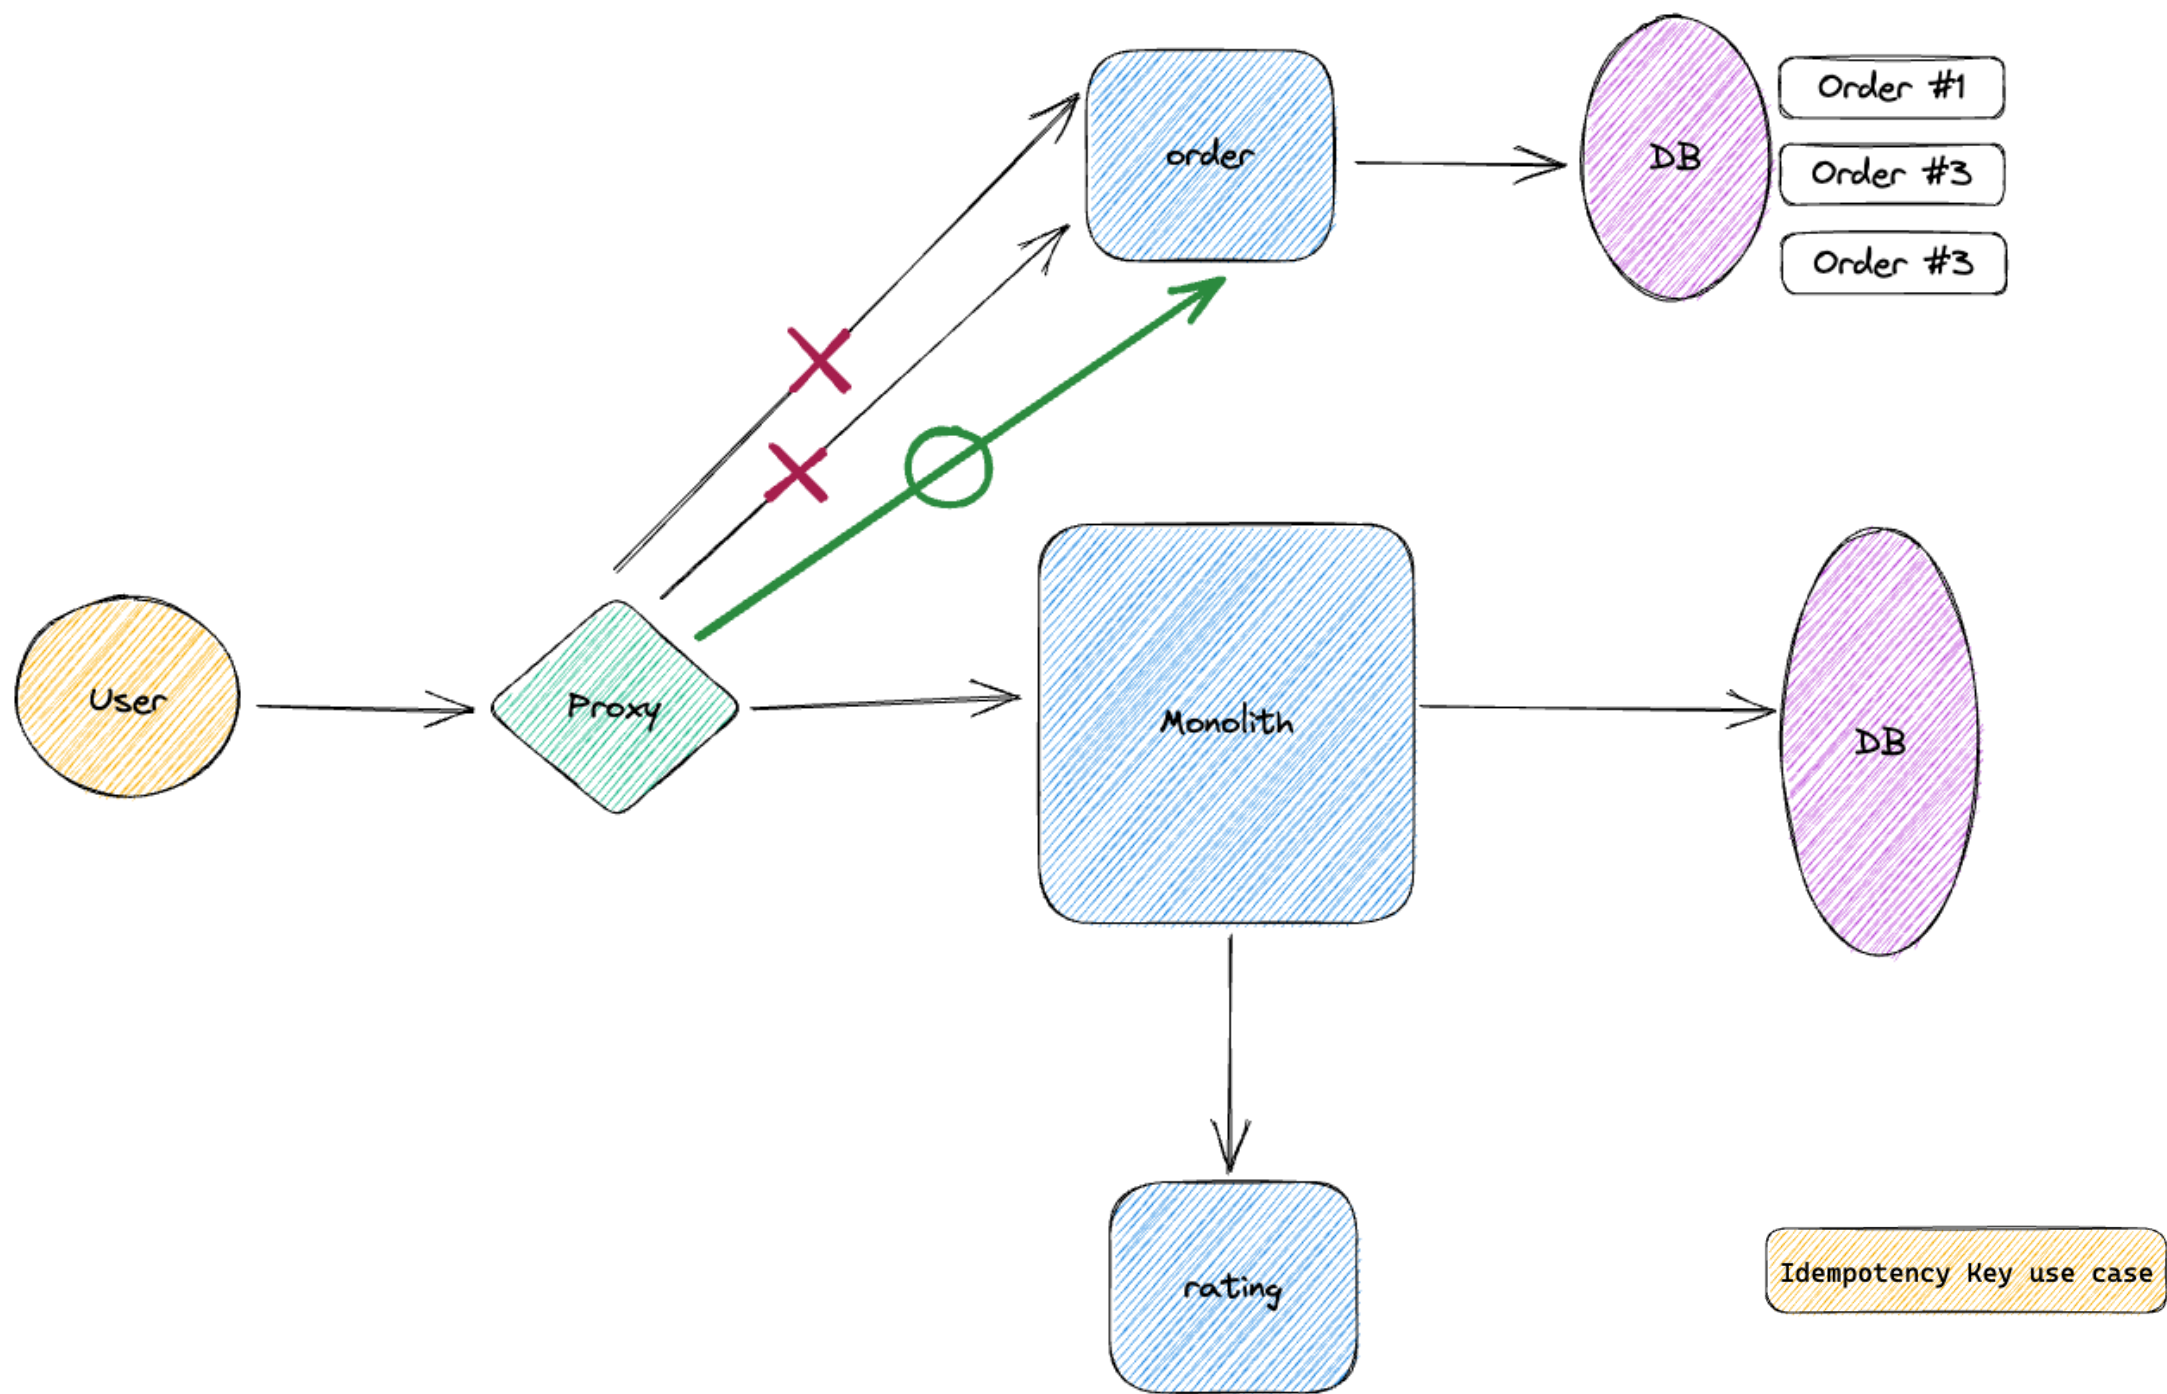 Order #1
order
DB
Order #3
Order #3
User
Proxy
Monolith
DB
rating
Idempotency Key use case